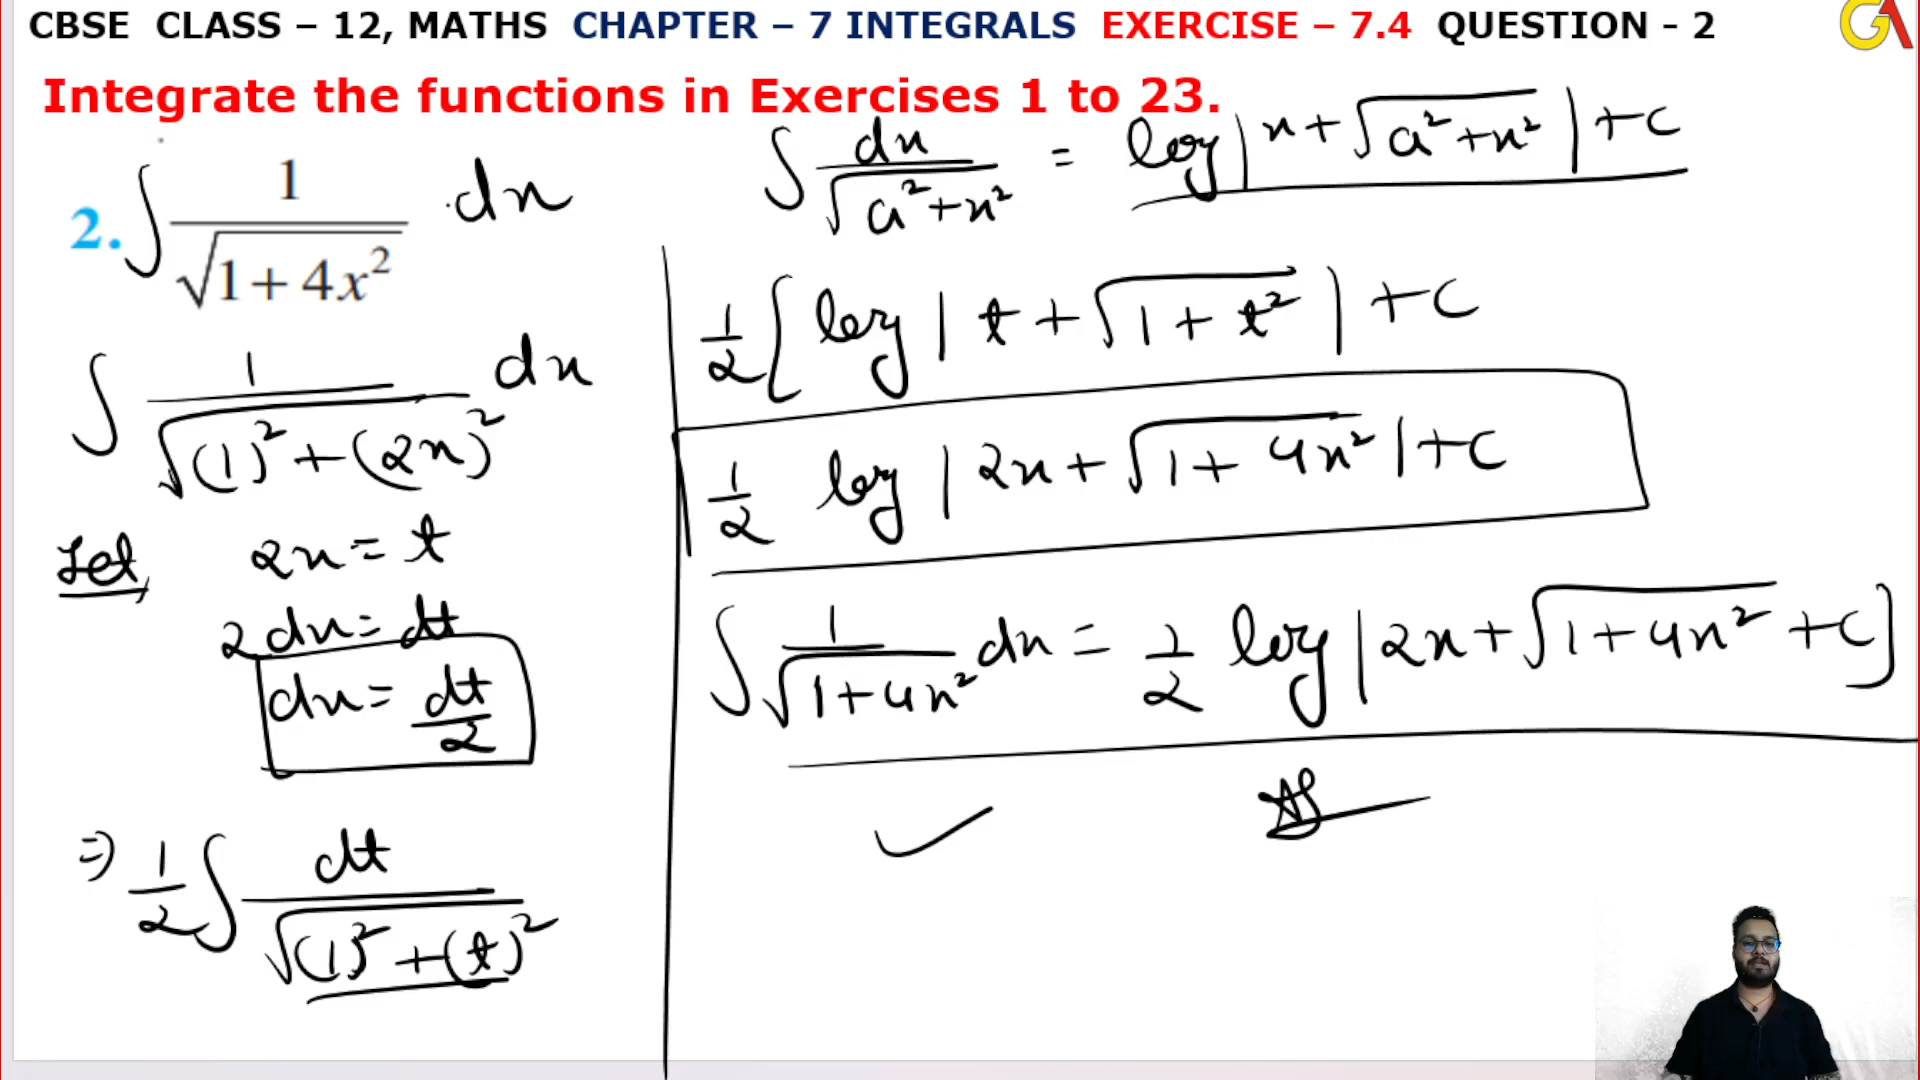 CBSE CLASS – 12, MATHS CHAPTER – 7 INTEGRALS EXERCISE – 7.4 QUESTION - 2
GA
Integrate the functions in Exercises 1 to 23.
2. ∫ 1/√(1 + 4x²) dx
∫ 1/√((1)² + (2x)²) dx
Let,
2x = t
2dx = dt
dx = dt/2
⇒ 1/2 ∫ dt/√((1)² + (t)²)
∫ dx/√(a² + x²) = log|x + √(a² + x²)| + C
1/2 [log|t + √(1 + t²)| + C
1/2 log|2x + √(1 + 4x²)| + C
∫ 1/√(1 + 4x²) dx = 1/2 log|2x + √(1 + 4x²) + C]